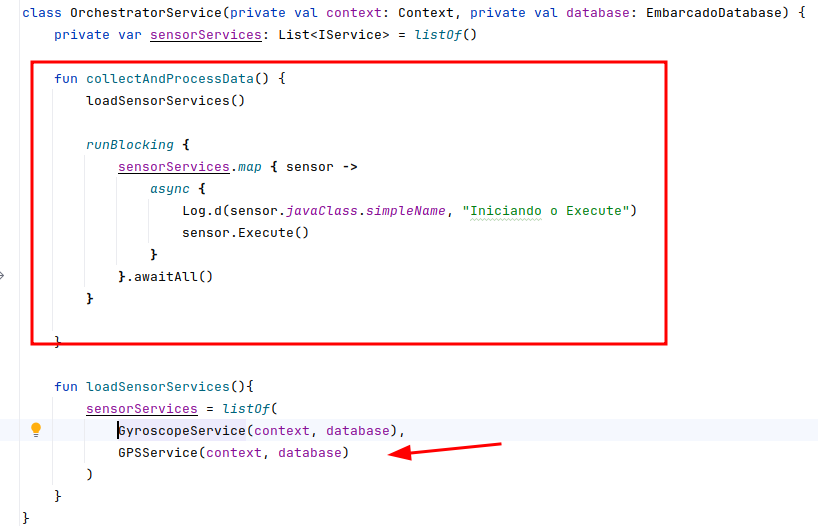 class OrchestratorService(private val context: Context, private val database: EmbarcadoDatabase) {
    private var sensorServices: List<IService> = listOf()
    fun collectAndProcessData() {
        loadSensorServices()
        runBlocking {
            sensorServices.map { sensor ->
                async {
                    Log.d(sensor.javaClass.simpleName, "Iniciando o Execute")
                    sensor.Execute()
                }
            }.awaitAll()
        }
    }
    fun loadSensorServices(){
        sensorServices = listOf(
            GyroscopeService(context, database),
            GPSService(context, database)
        )
    }
}